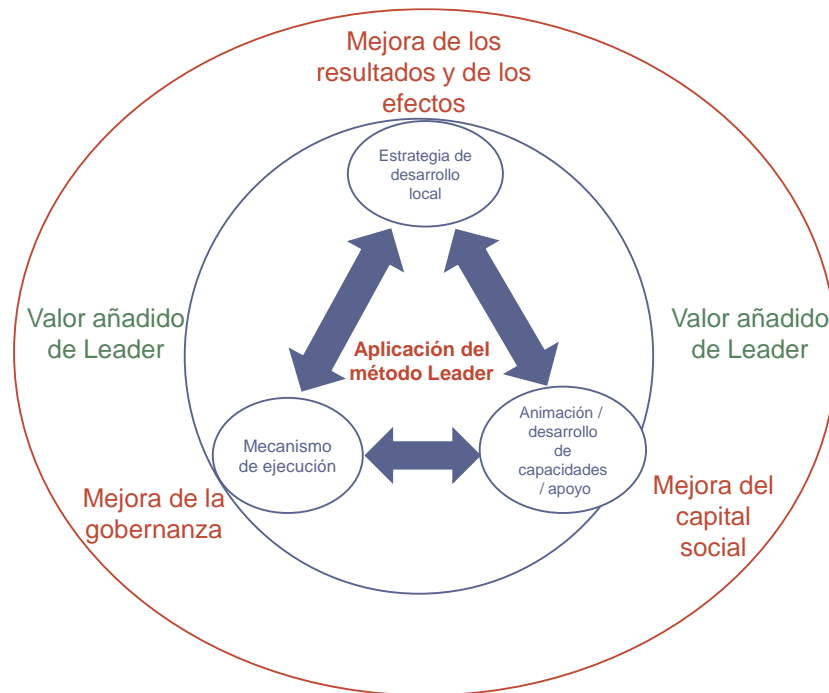 Mejora de los
resultados y de los
efectos
Estrategia de
desarrollo
local
Valor añadido
de Leader
Valor añadido
de Leader
Aplicación del
método Leader
Mecanismo
de ejecución
Animación /
desarrollo
de
capacidades
/ apoyo
Mejora de la
gobernanza
Mejora del
capital
social